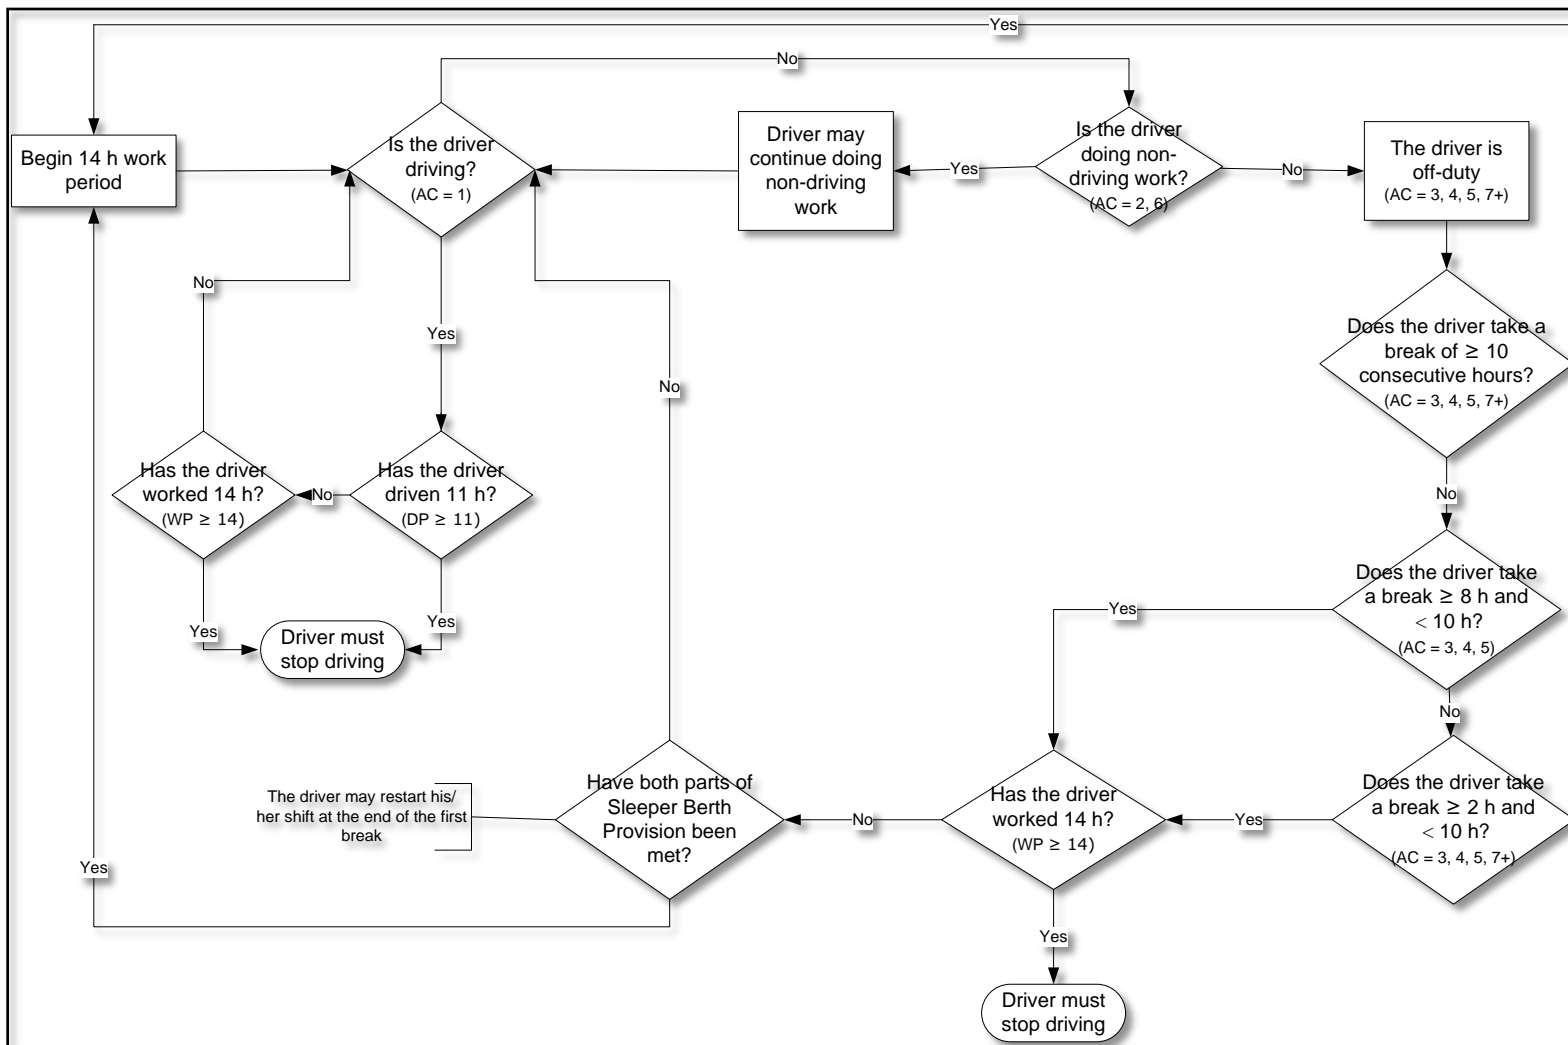 Yes
No
Begin 14 h work
period
Is the driver
driving?
(AC = 1)
Driver may
continue doing
non-driving
work
Yes
Is the driver
doing non-
driving work?
(AC = 2, 6)
No
The driver is
off-duty
(AC = 3, 4, 5, 7+)
No
Yes
No
Does the driver take a
break of ≥ 10
consecutive hours?
(AC = 3, 4, 5, 7+)
Has the driver
worked 14 h?
(WP ≥ 14)
No
Has the driver
driven 11 h?
(DP ≥ 11)
No
Yes
Yes
Driver must
stop driving
Yes
Does the driver take
a break ≥ 8 h and
< 10 h?
(AC = 3, 4, 5)
No
The driver may restart his/
her shift at the end of the first
break
Have both parts of
Sleeper Berth
Provision been
met?
No
Has the driver
worked 14 h?
(WP ≥ 14)
Yes
Does the driver take
a break ≥ 2 h and
< 10 h?
(AC = 3, 4, 5, 7+)
Yes
Yes
Driver must
stop driving